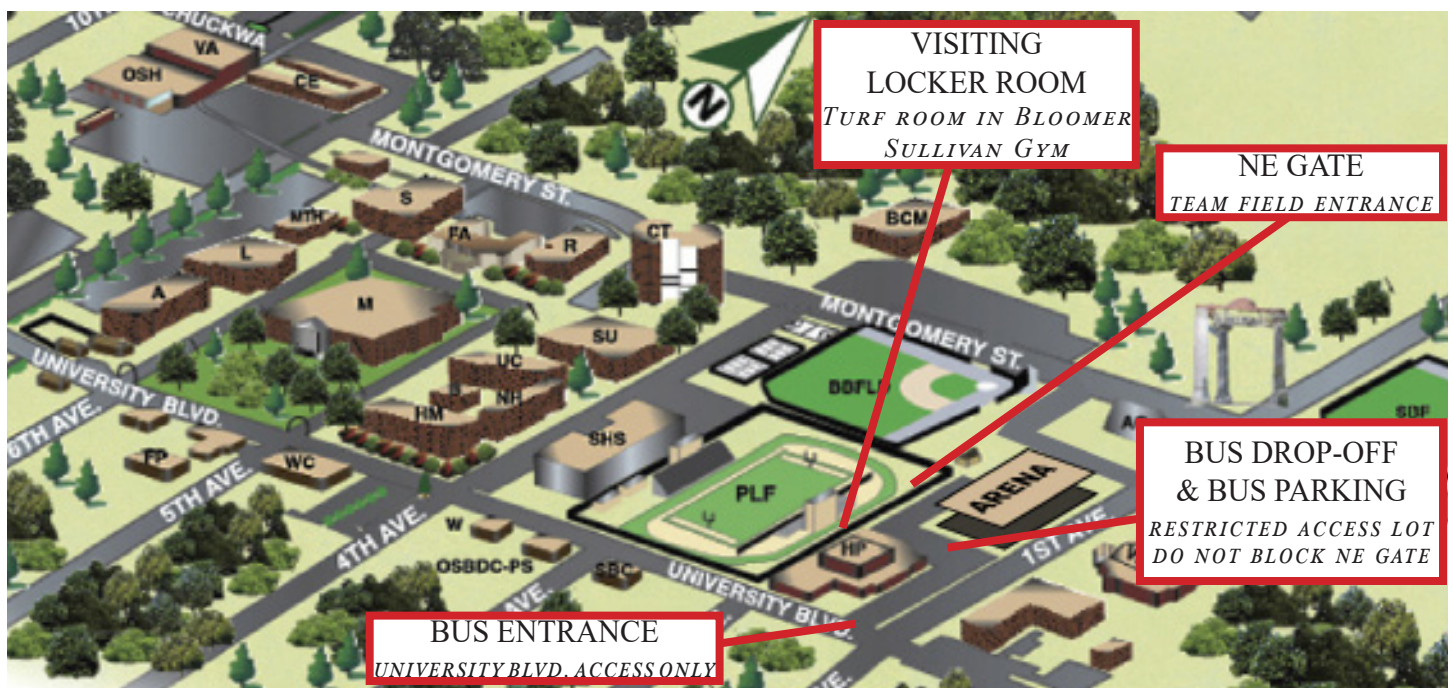 10TH
CHUCKWA
VA
OSH
CE
N
VISITING
LOCKER ROOM
TURF ROOM IN BLOOMER
SULLIVAN GYM
NE GATE
TEAM FIELD ENTRANCE
MONTGOMERY ST.
S
MTH
FA
R
CT
BCM
L
A
M
MONTGOMERY ST.
SU
UC
B
NH
HM
BBFLD
SBF
UNIVERSITY BLVD.
6TH AVE.
FP
WC
5TH AVE.
SHS
PLF
ARENA
BUS DROP-OFF
& BUS PARKING
RESTRICTED ACCESS LOT
DO NOT BLOCK NE GATE
4TH AVE.
W
OSBDC-PS
SBC
HP
1ST AVE.
AVE.
UNIVERSITY BLVD.
BUS ENTRANCE
UNIVERSITY BLVD. ACCESS ONLY